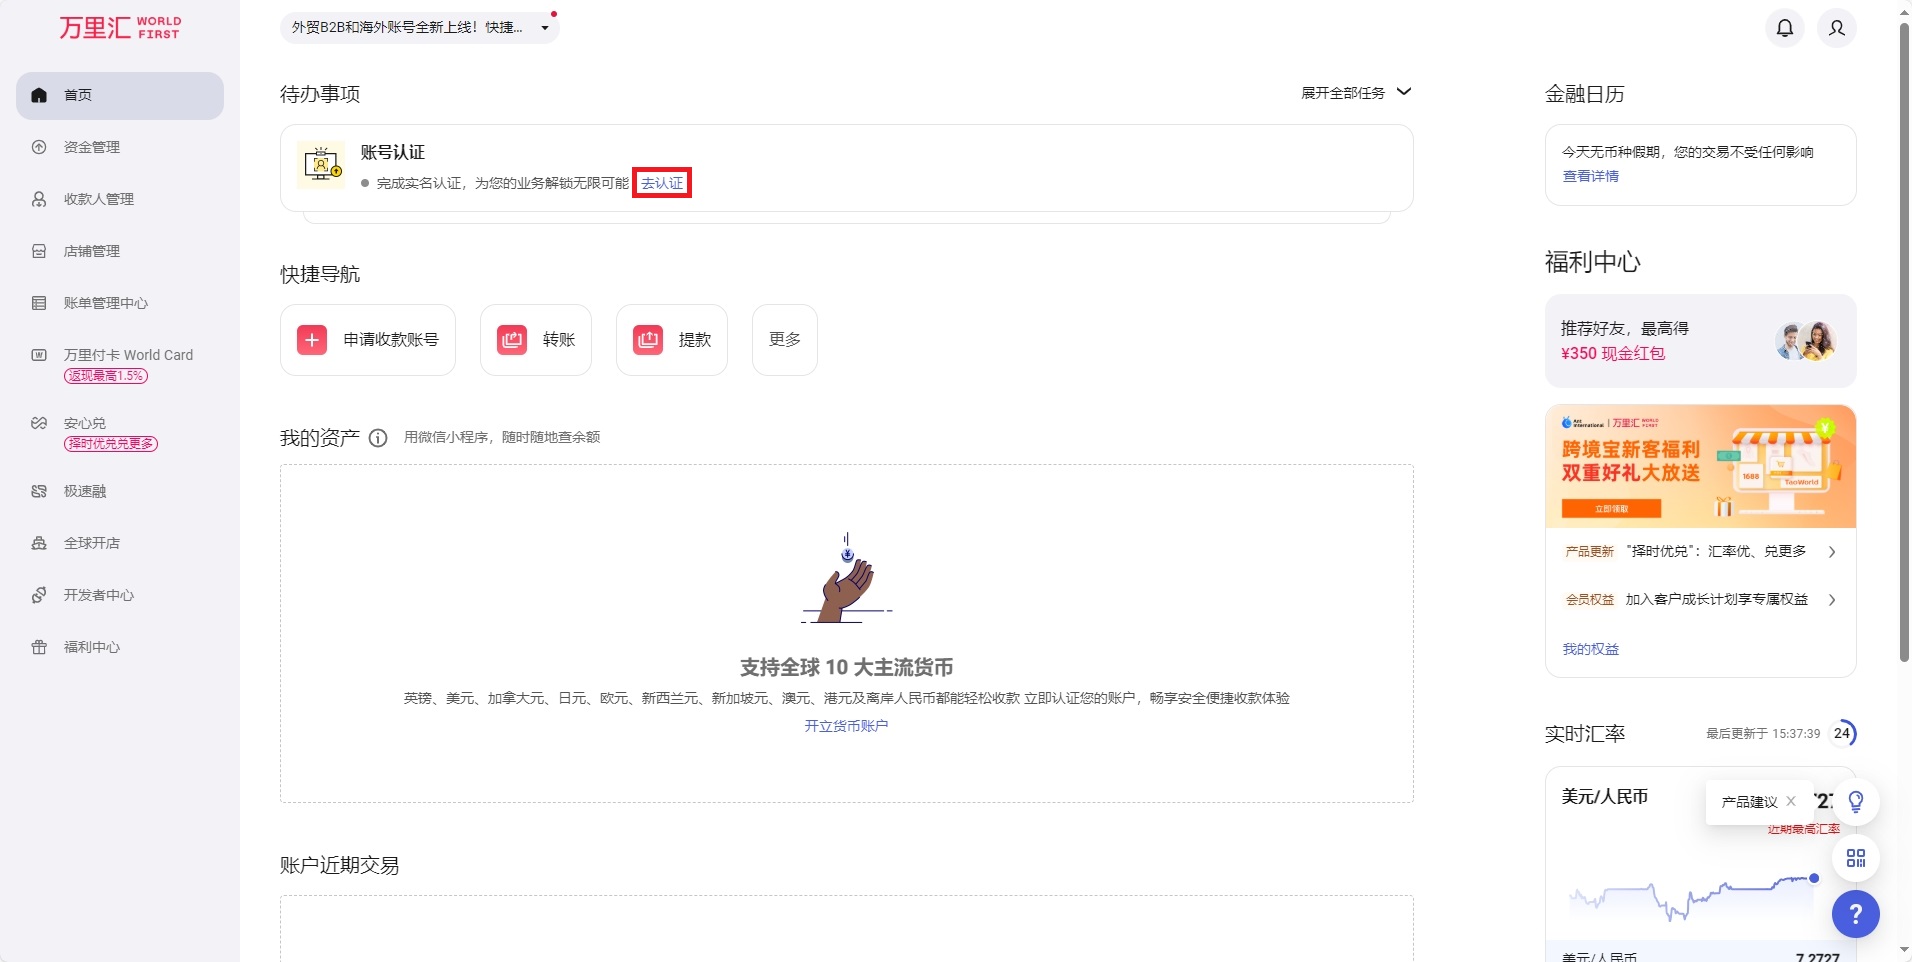 万里汇 WORLD FIRST
外贸B2B和海外账号全新上线！快捷...
首页
资金管理
收款人管理
店铺管理
账单管理中心
万里付卡 World Card
返现最高1.5%
安心兑
择时优兑兑更多
极速融
全球开店
开发者中心
福利中心
待办事项
展开全部任务
账号认证
完成实名认证，为您的业务解锁无限可能 去认证
快捷导航
申请收款账号
转账
提款
更多
我的资产 用微信小程序，随时随地查余额
支持全球 10 大主流货币
英镑、美元、加拿大元、日元、欧元、新西兰元、新加坡元、澳元、港元及离岸人民币都能轻松收款 立即认证您的账户，畅享安全便捷收款体验
开立货币账户
账户近期交易
金融日历
今天无币种假期，您的交易不受任何影响
查看详情
福利中心
推荐好友，最高得
¥350 现金红包
Ant International | 万里汇 WORLD FIRST
跨境宝新客福利
双重好礼大放送
1688
TaoWorld
立即领取
产品更新 "择时优兑"：汇率优、兑更多
会员权益 加入客户成长计划享专属权益
我的权益
实时汇率
最后更新于 15:37:39
24
美元/人民币
产品建议
近期最高汇率
美元/人民币
7.2727